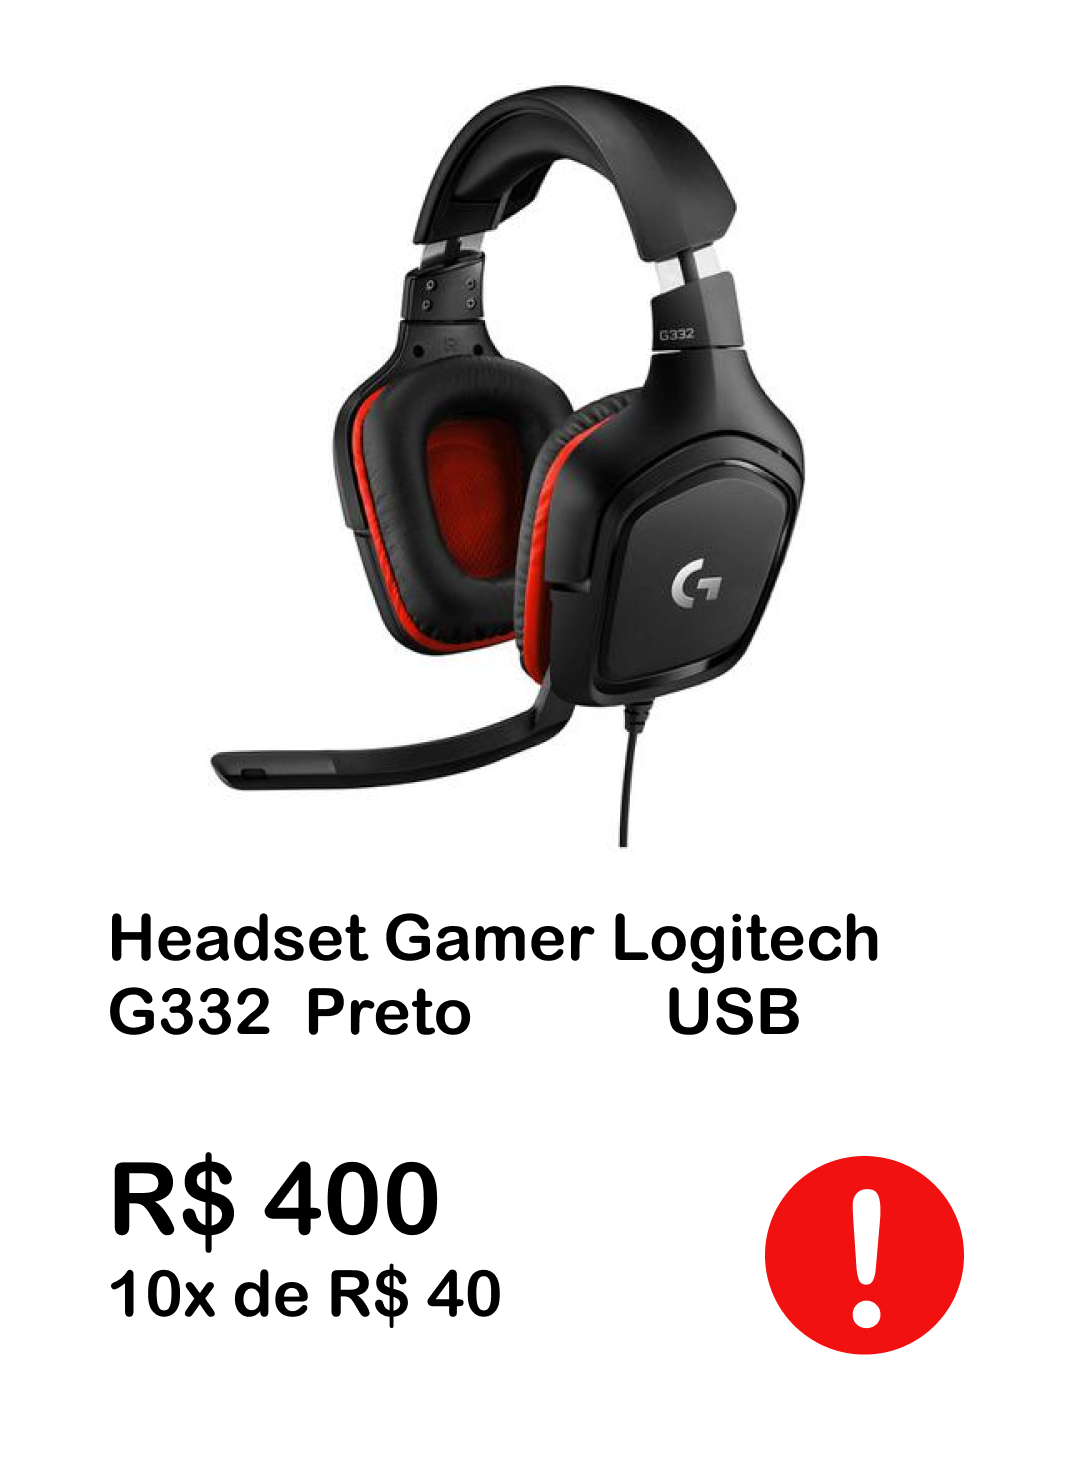 R
G332
G
Headset Gamer Logitech
G332 Preto USB
R$ 400
10x de R$ 40
!